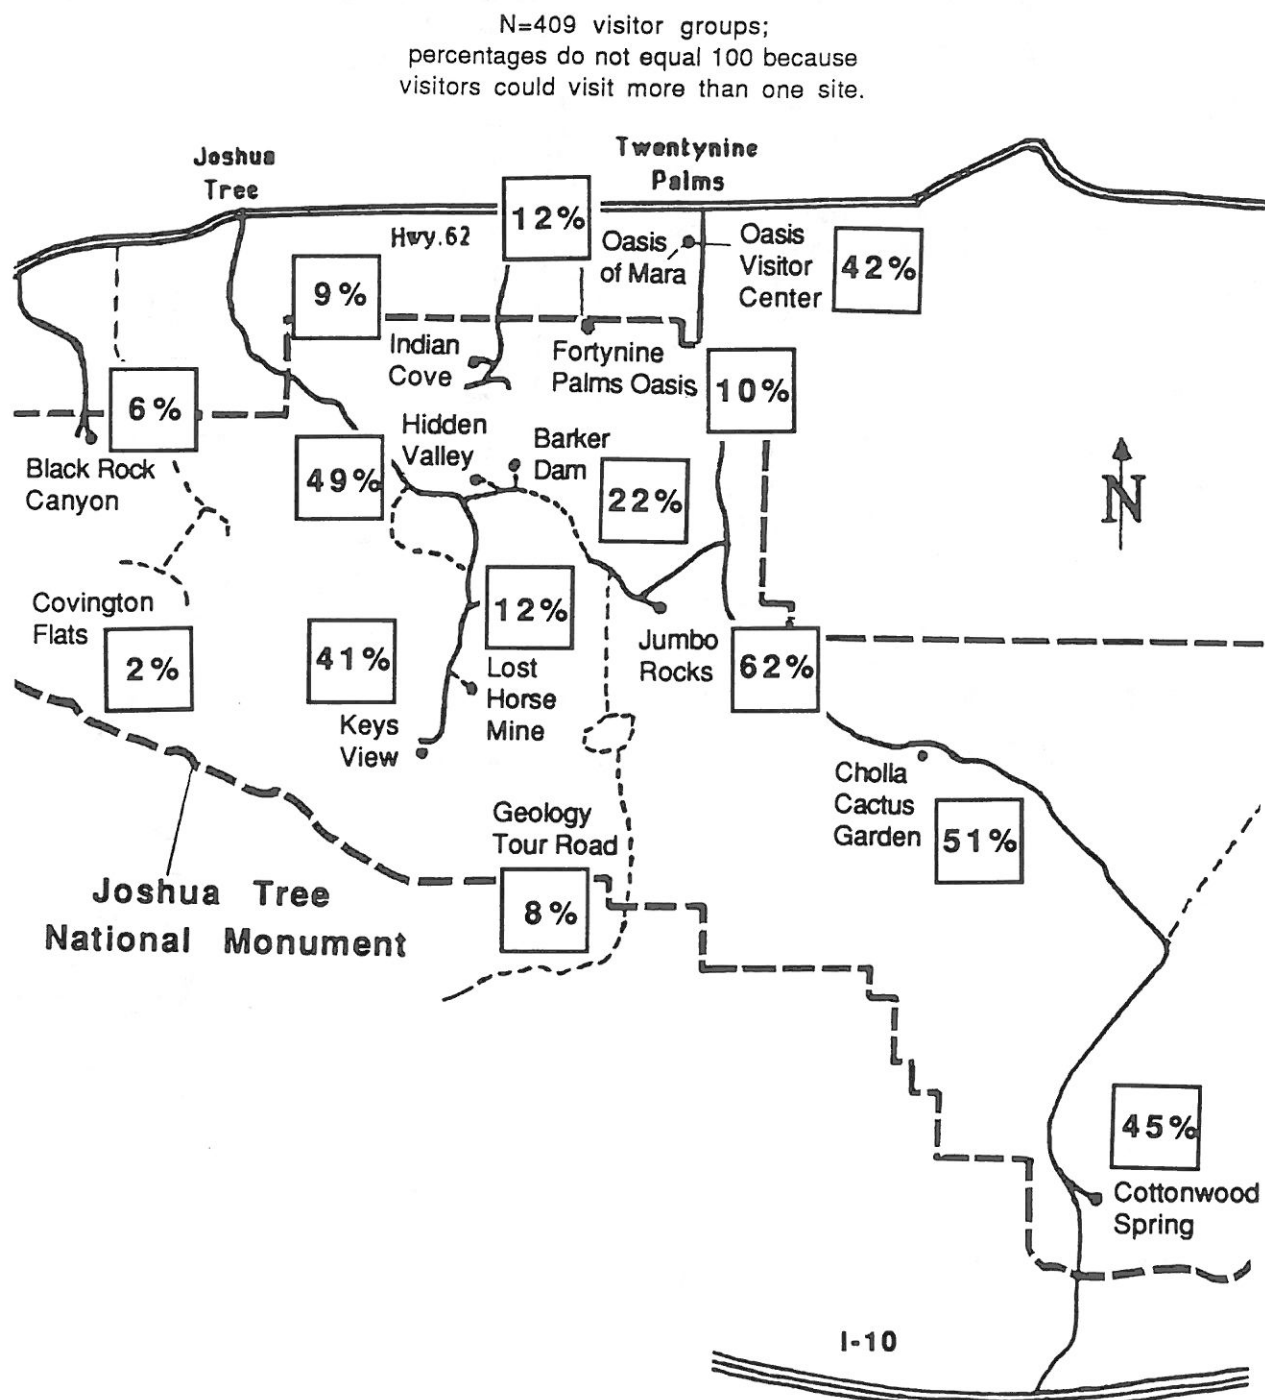 N=409 visitor groups;
percentages do not equal 100 because
visitors could visit more than one site.
Joshua
Tree
Twentynine
Palms
12%
Hwy.62
Oasis
of Mara
Oasis
Visitor
Center
42%
9%
Indian
Cove
Fortynine
Palms Oasis
10%
6%
Black Rock
Canyon
Hidden
Valley
49%
Barker
Dam
22%
N
Covington
Flats
2%
41%
Keys
View
12%
Lost
Horse
Mine
Jumbo
Rocks
62%
Cholla
Cactus
Garden
51%
Geology
Tour Road
8%
Joshua Tree
National Monument
45%
Cottonwood
Spring
I-10